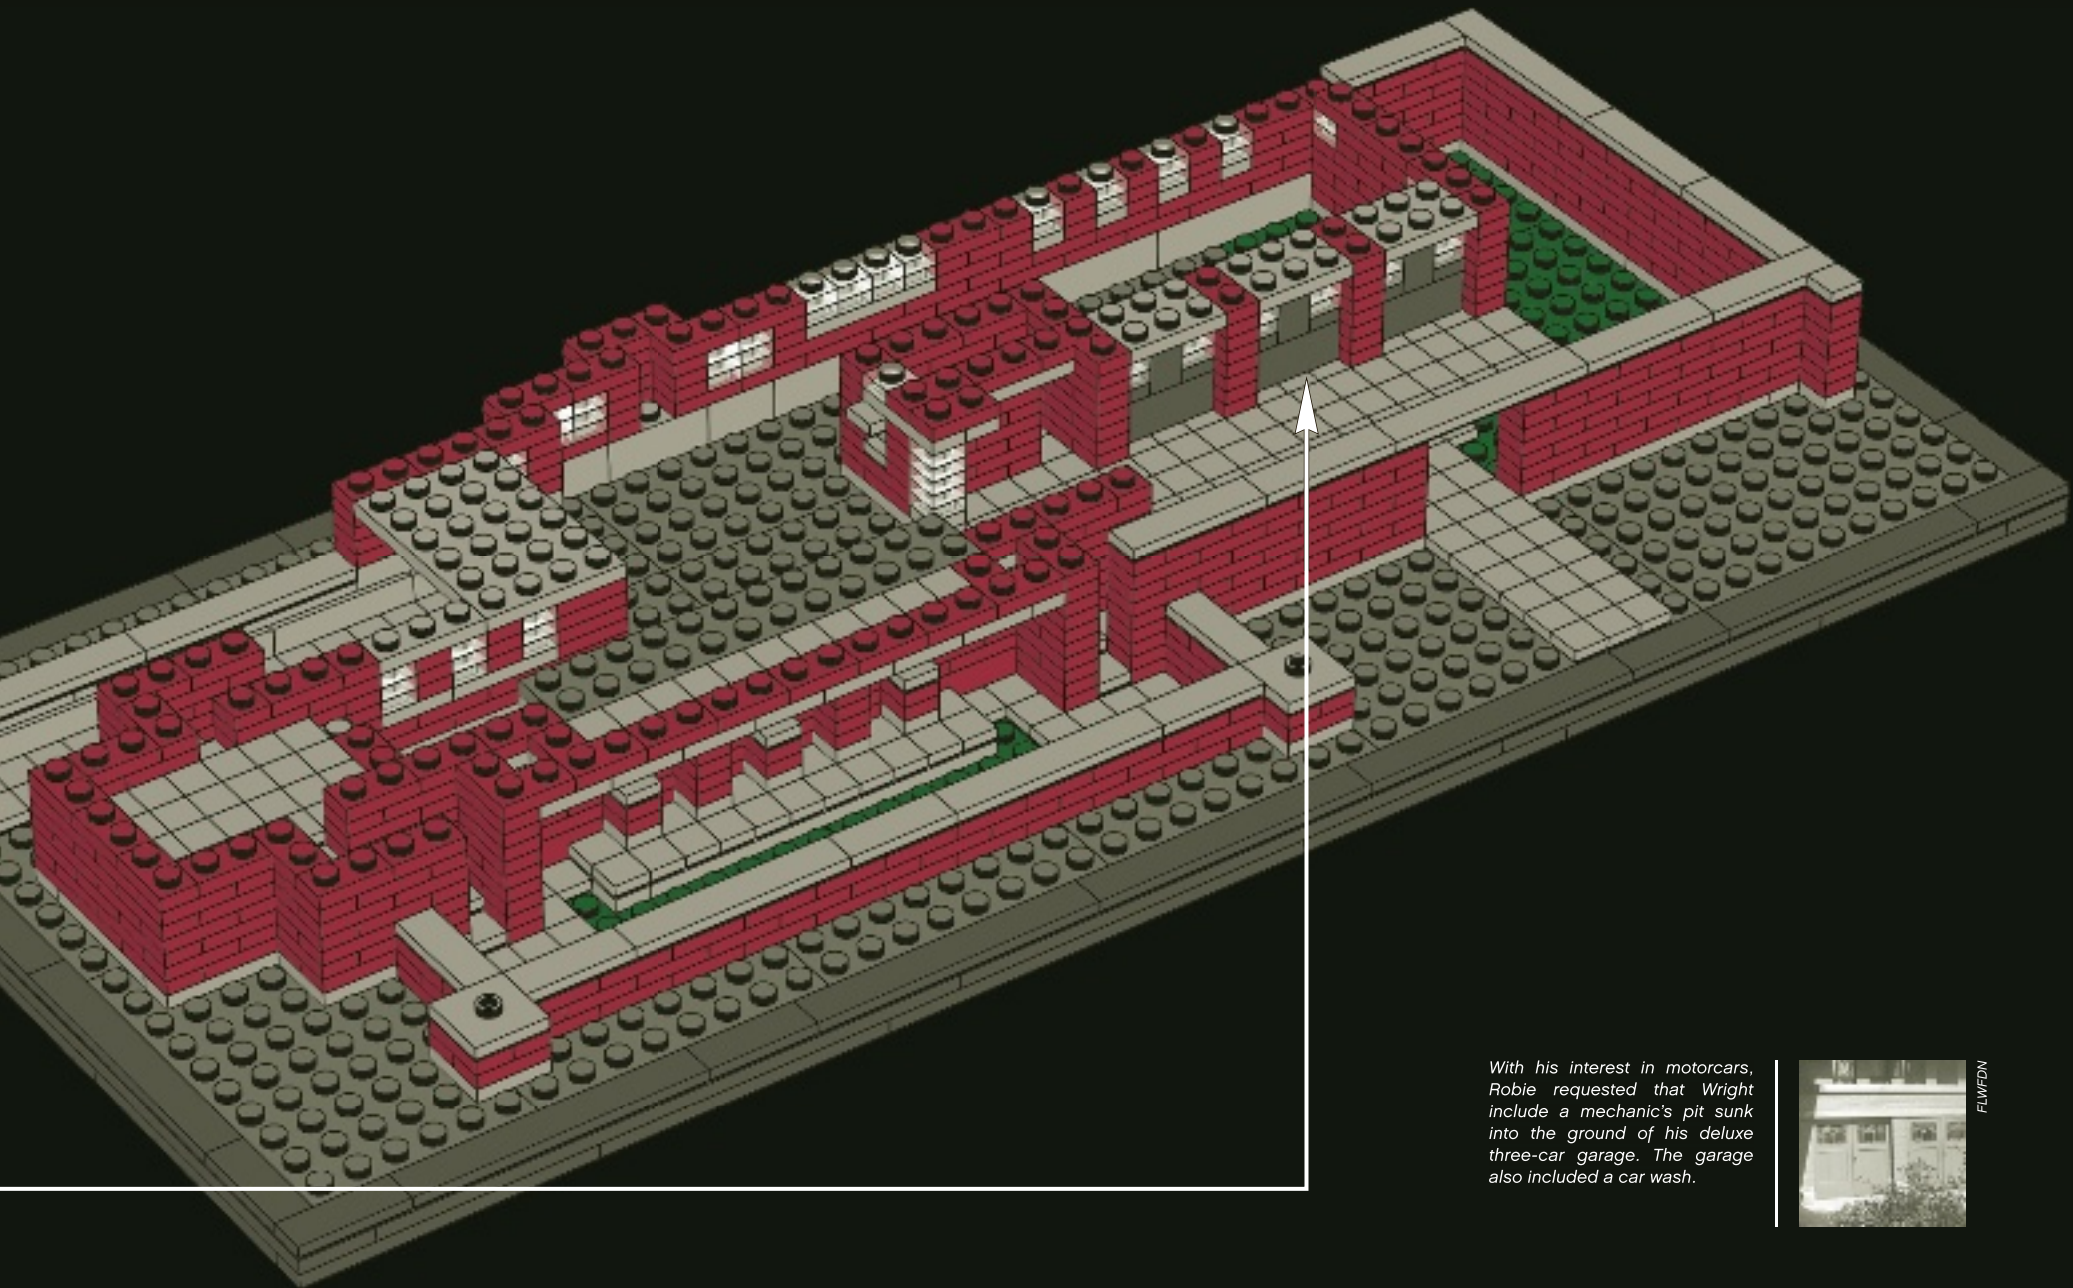 With his interest in motorcars,
Robie requested that Wright
include a mechanic's pit sunk
into the ground of his deluxe
three-car garage. The garage
also included a car wash.
FLWFDN